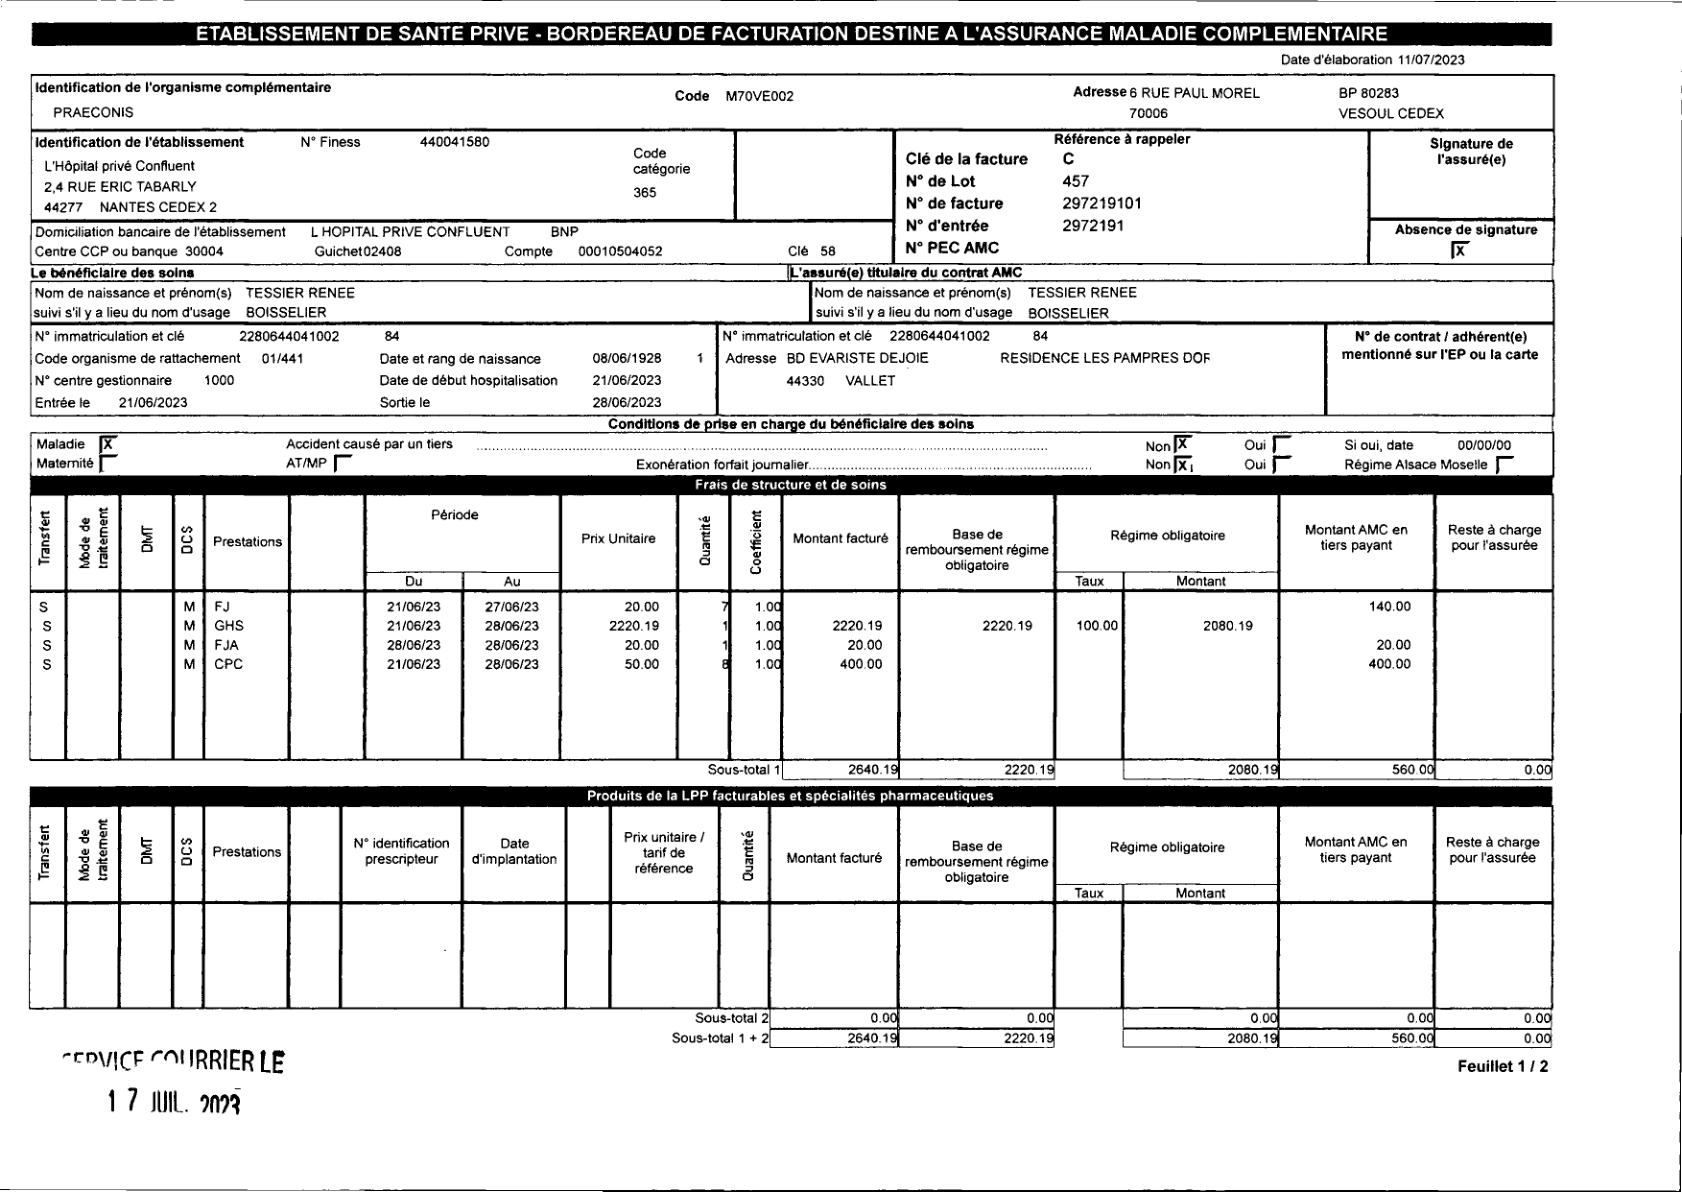 ETABLISSEMENT DE SANTE PRIVE - BORDEREAU DE FACTURATION DESTINE A L'ASSURANCE MALADIE COMPLEMENTAIRE
Date d'élaboration 11/07/2023
Identification de l'organisme complémentaire
Code M70VE002
Adresse 6 RUE PAUL MOREL BP 80283
PRAECONIS
70006 VESOUL CEDEX
Identification de l'établissement N° Finess 440041580
L'Hôpital privé Confluent
2,4 RUE ERIC TABARLY
44277 NANTES CEDEX 2
Code
catégorie
365
Référence à rappeler
Clé de la facture C
N° de Lot 457
N° de facture 297219101
N° d'entrée 2972191
N° PEC AMC
Signature de
l'assuré(e)
Absence de signature
X
Domiciliation bancaire de l'établissement L HOPITAL PRIVE CONFLUENT BNP
Centre CCP ou banque 30004 Guichet 02408 Compte 00010504052 Clé 58
Le bénéficiaire des soins
L'assuré(e) titulaire du contrat AMC
Nom de naissance et prénom(s) TESSIER RENEE
suivi s'il y a lieu du nom d'usage BOISSELIER
Nom de naissance et prénom(s) TESSIER RENEE
suivi s'il y a lieu du nom d'usage BOISSELIER
N° immatriculation et clé 2280644041002 84
Code organisme de rattachement 01/441 Date et rang de naissance 08/06/1928 1
N° centre gestionnaire 1000 Date de début hospitalisation 21/06/2023
Entrée le 21/06/2023 Sortie le 28/06/2023
N° immatriculation et clé 2280644041002 84
Adresse BD EVARISTE DEJOIE RESIDENCE LES PAMPRES DOF
44330 VALLET
N° de contrat / adhérent(e)
mentionné sur l'EP ou la carte
Conditions de prise en charge du bénéficiaire des soins
Maladie X Accident causé par un tiers Non X Oui Si oui, date 00/00/00
Maternité AT/MP Exonération forfait journalier Non X Oui Régime Alsace Moselle
Frais de structure et de soins
Transfert
Mode de
traitement
DMT
DCS
Prestations
Période
Du Au
Prix Unitaire
Quantité
Coefficient
Montant facturé
Base de
remboursement régime
obligatoire
Régime obligatoire
Taux Montant
Montant AMC en
tiers payant
Reste à charge
pour l'assurée
S M FJ 21/06/23 27/06/23 20.00 7 1.00 140.00
S M GHS 21/06/23 28/06/23 2220.19 1 1.00 2220.19 2220.19 100.00 2080.19
S M FJA 28/06/23 28/06/23 20.00 1 1.00 20.00 20.00
S M CPC 21/06/23 28/06/23 50.00 8 1.00 400.00 400.00
Sous-total 1 2640.19 2220.19 2080.19 560.00 0.00
Produits de la LPP facturables et spécialités pharmaceutiques
Transfert
Mode de
traitement
DMT
DCS
Prestations
N° identification
prescripteur
Date
d'implantation
Prix unitaire /
tarif de
référence
Quantité
Montant facturé
Base de
remboursement régime
obligatoire
Régime obligatoire
Taux Montant
Montant AMC en
tiers payant
Reste à charge
pour l'assurée
Sous-total 2 0.00 0.00 0.00 0.00 0.00
Sous-total 1 + 2 2640.19 2220.19 2080.19 560.00 0.00
SERVICE COURRIER LE
17 JUIL. 2023
Feuillet 1 / 2